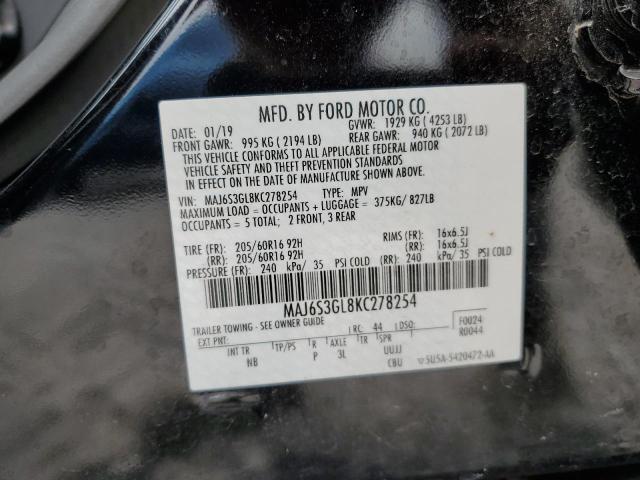 MFD. BY FORD MOTOR CO.
DATE: 01/19 GVWR: 1929 KG ( 4253 LB)
FRONT GAWR: 995 KG ( 2194 LB) REAR GAWR: 940 KG ( 2072 LB)
THIS VEHICLE CONFORMS TO ALL APPLICABLE FEDERAL MOTOR
VEHICLE SAFETY AND THEFT PREVENTION STANDARDS
IN EFFECT ON THE DATE OF MANUFACTURE SHOWN ABOVE.
VIN: MAJ6S3GL8KC278254 TYPE: MPV
MAXIMUM LOAD = OCCUPANTS + LUGGAGE = 375KG/ 827LB
OCCUPANTS = 5 TOTAL; 2 FRONT, 3 REAR
TIRE (FR): 205/60R16 92H RIMS (FR): 16x6.5J
(RR): 205/60R16 92H (RR): 16x6.5J
PRESSURE (FR): 240 kPa/ 35 PSI COLD (RR): 240 kPa/ 35 PSI COLD
MAJ6S3GL8KC278254
TRAILER TOWING - SEE OWNER GUIDE
EXT PNT: RC: 44 DSO: F0024
R0044
INT TR TP/PS R AXLE TR SPR
NB P 3L UUJJ
CBU
5U5A-5420472-AA